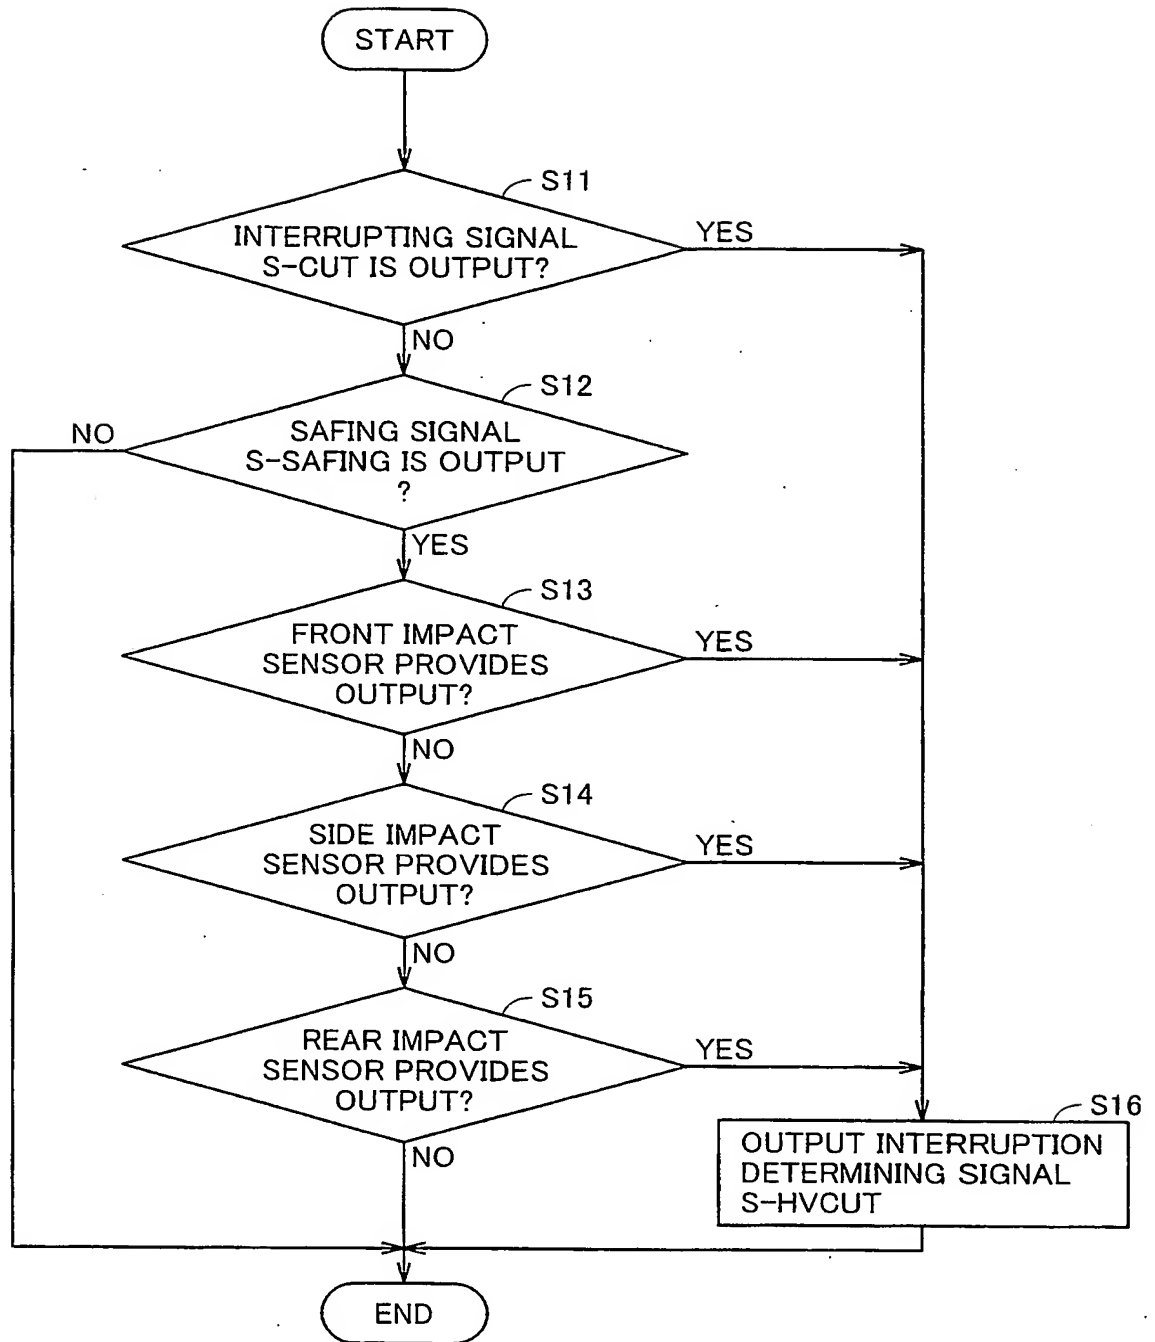 START
S11
INTERRUPTING SIGNAL
S-CUT IS OUTPUT?
YES
NO
S12
SAFING SIGNAL
S-SAFING IS OUTPUT
?
NO
YES
S13
FRONT IMPACT
SENSOR PROVIDES
OUTPUT?
YES
NO
S14
SIDE IMPACT
SENSOR PROVIDES
OUTPUT?
YES
NO
S15
REAR IMPACT
SENSOR PROVIDES
OUTPUT?
YES
NO
S16
OUTPUT INTERRUPTION
DETERMINING SIGNAL
S-HVCUT
END